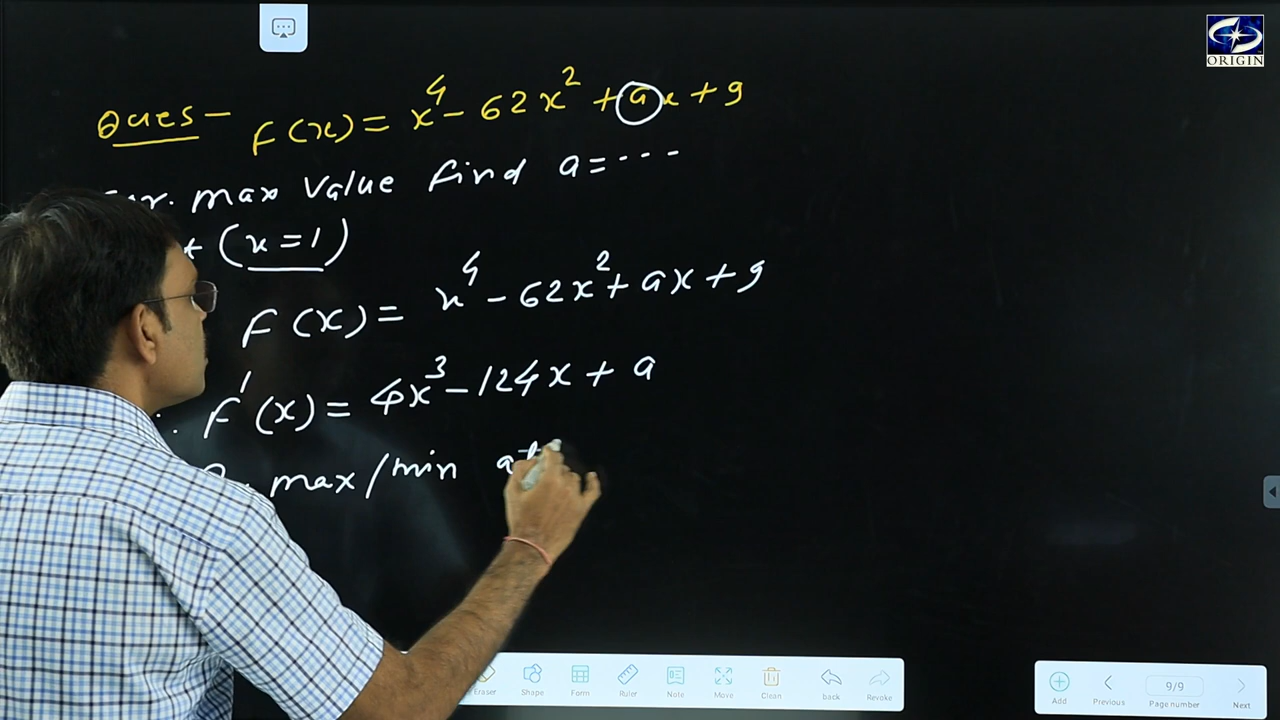 ORIGIN
Ques— F(x) = x⁴ - 62x² + ax + 9
max value find a = ---
(x = 1)
F(x) = x⁴ - 62x² + ax + 9
∴ F'(x) = 4x³ - 124x + a
max/min at
Eraser Shape Form Ruler Note Move Clean back Revoke
Add Previous 9/9 Page number Next